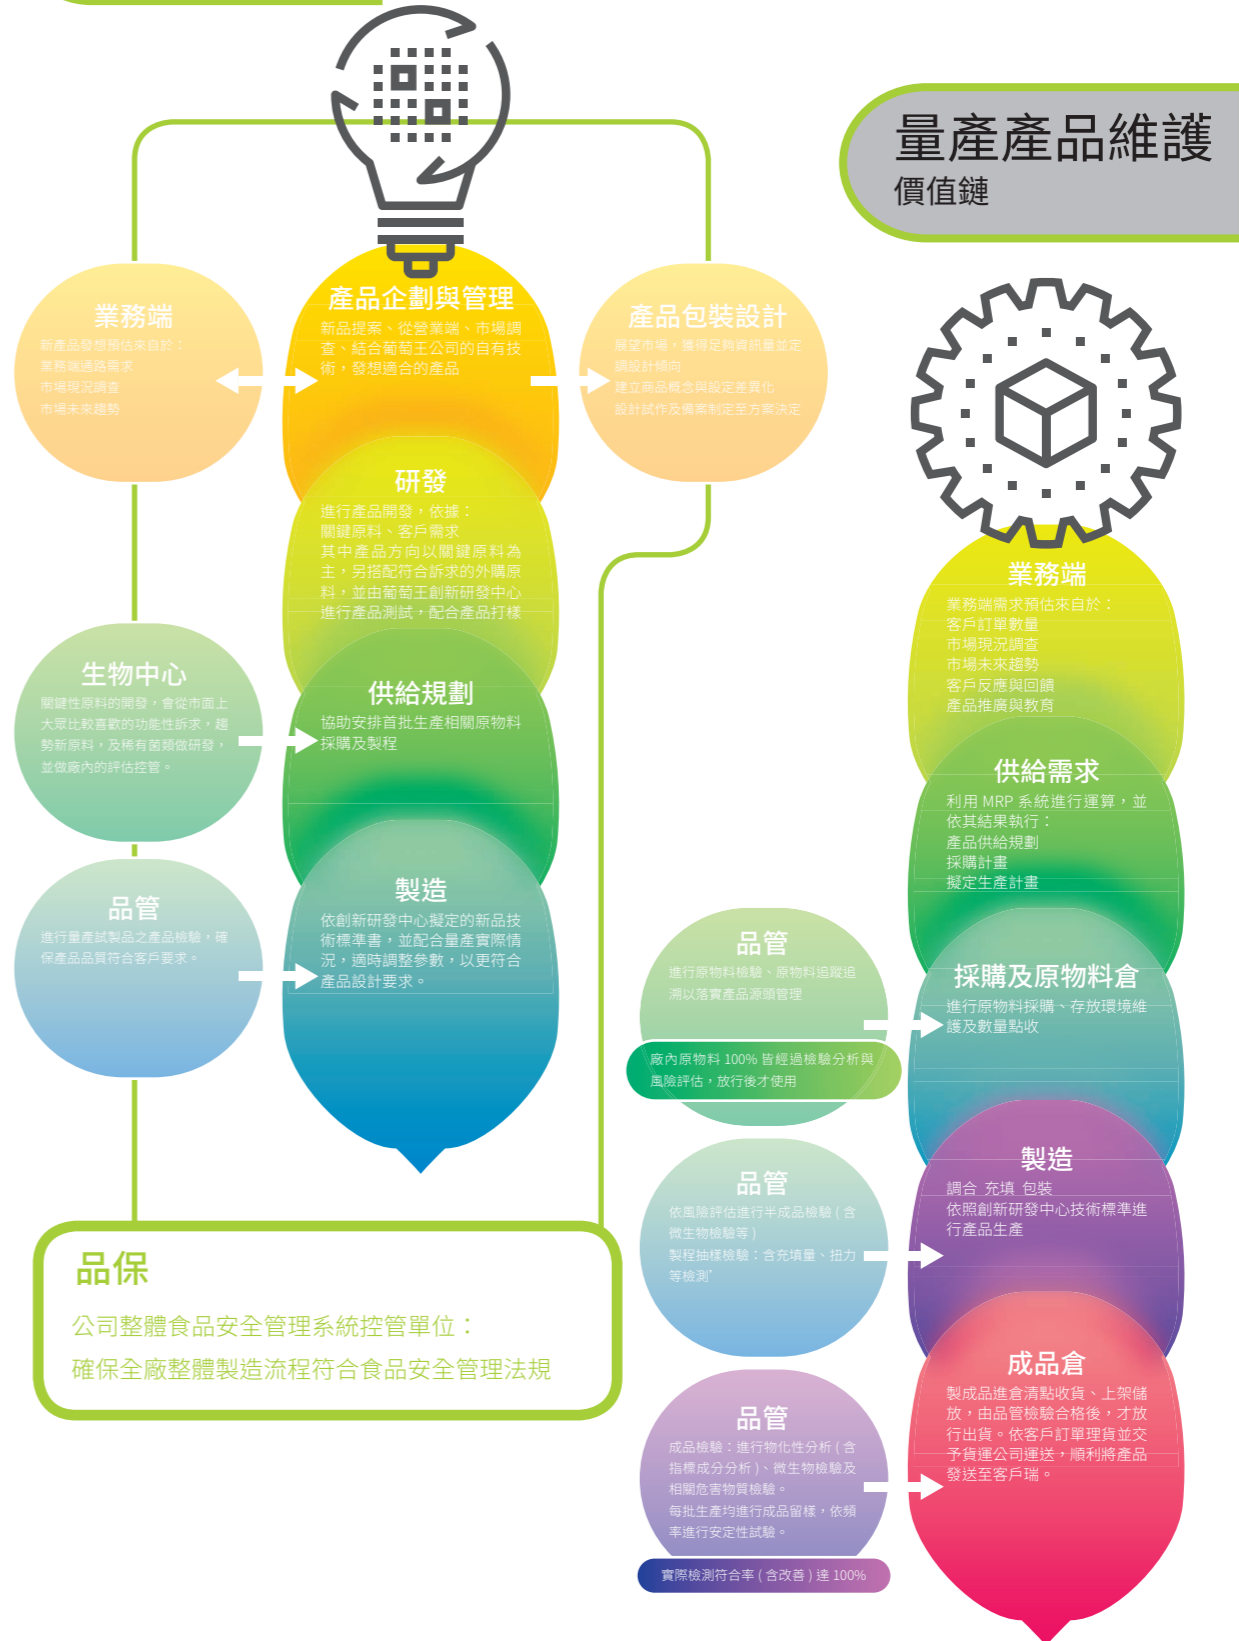 量產產品維護
價值鏈
業務端
新產品發想預估來自於：
業務端通路需求
市場現況調查
市場未來趨勢
產品企劃與管理
新品提案、從營業端、市場調
查、結合葡萄王公司的自有技
術，發想適合的產品
產品包裝設計
展望市場，獲得足夠資訊量並定
調設計傾向
建立商品概念與設定差異化
設計試作及備案制定至方案決定
研發
進行產品開發，依據：
關鍵原料、客戶需求
其中產品方向以關鍵原料為
主，另搭配符合訴求的外購原
料，並由葡萄王創新研發中心
進行產品測試，配合產品打樣
生物中心
關鍵性原料的開發，會從市面上
大眾比較喜歡的功能性訴求，趨
勢新原料，及稀有菌類做研發，
並做廠內的評估控管。
供給規劃
協助安排首批生產相關原物料
採購及製程
品管
進行量產試製品之產品檢驗，確
保產品品質符合客戶要求。
製造
依創新研發中心擬定的新品技
術標準書，並配合量產實際情
況，適時調整參數，以更符合
產品設計要求。
品保
公司整體食品安全管理系統控管單位：
確保全廠整體製造流程符合食品安全管理法規
業務端
業務端需求預估來自於：
客戶訂單數量
市場現況調查
市場未來趨勢
客戶反應與回饋
產品推廣與教育
供給需求
利用 MRP 系統進行運算，並
依其結果執行：
產品供給規劃
採購計畫
擬定生產計畫
品管
進行原物料檢驗、原物料追蹤追
溯以落實產品源頭管理
廠內原物料 100% 皆經過檢驗分析與
風險評估，放行後才使用
採購及原物料倉
進行原物料採購、存放環境維
護及數量點收
品管
依風險評估進行半成品檢驗 ( 含
微生物檢驗等 )
製程抽樣檢驗：含充填量、扭力
等檢測’
製造
調合 充填 包裝
依照創新研發中心技術標準進
行產品生產
品管
成品檢驗：進行物化性分析 ( 含
指標成分分析 )、微生物檢驗及
相關危害物質檢驗。
每批生產均進行成品留樣，依頻
率進行安定性試驗。
實際檢測符合率 ( 含改善 ) 達 100%
成品倉
製成品進倉清點收貨、上架儲
放，由品管檢驗合格後，才放
行出貨。依客戶訂單理貨並交
予貨運公司運送，順利將產品
發送至客戶瑞。